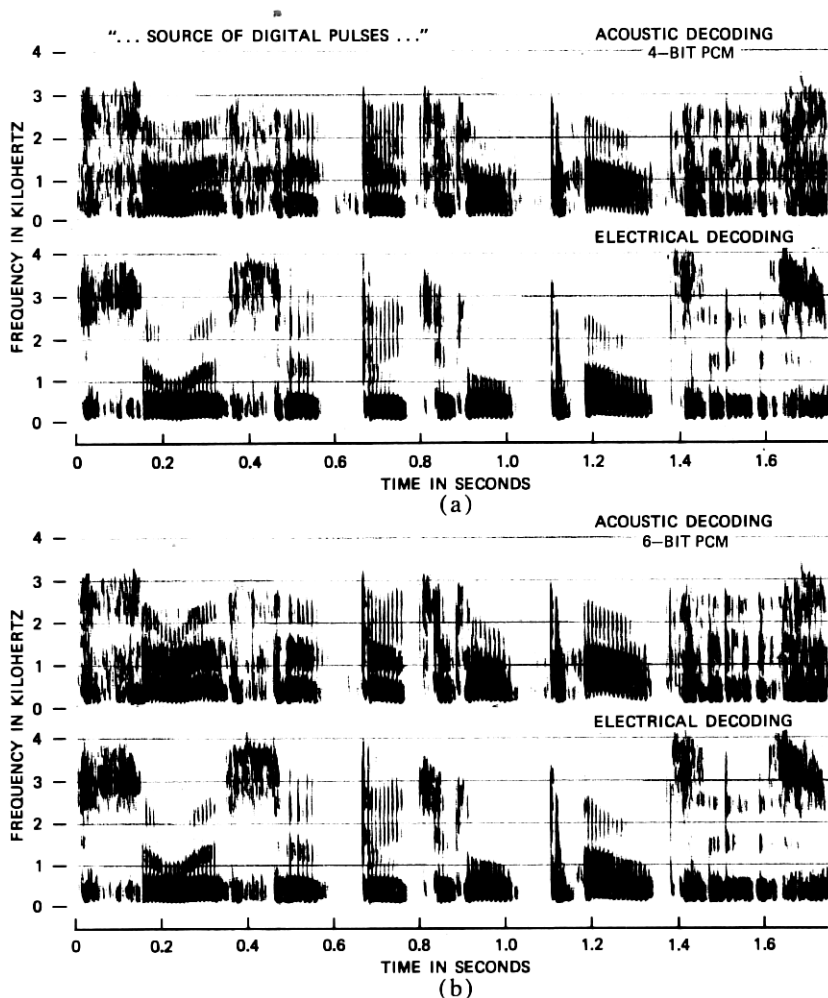 "... SOURCE OF DIGITAL PULSES ..."
ACOUSTIC DECODING
4–BIT PCM
4
3
2
1
0
ELECTRICAL DECODING
4
3
2
1
0
FREQUENCY IN KILOHERTZ
0 0.2 0.4 0.6 0.8 1.0 1.2 1.4 1.6
TIME IN SECONDS
(a)
ACOUSTIC DECODING
6–BIT PCM
4
3
2
1
0
ELECTRICAL DECODING
4
3
2
1
0
FREQUENCY IN KILOHERTZ
0 0.2 0.4 0.6 0.8 1.0 1.2 1.4 1.6
TIME IN SECONDS
(b)